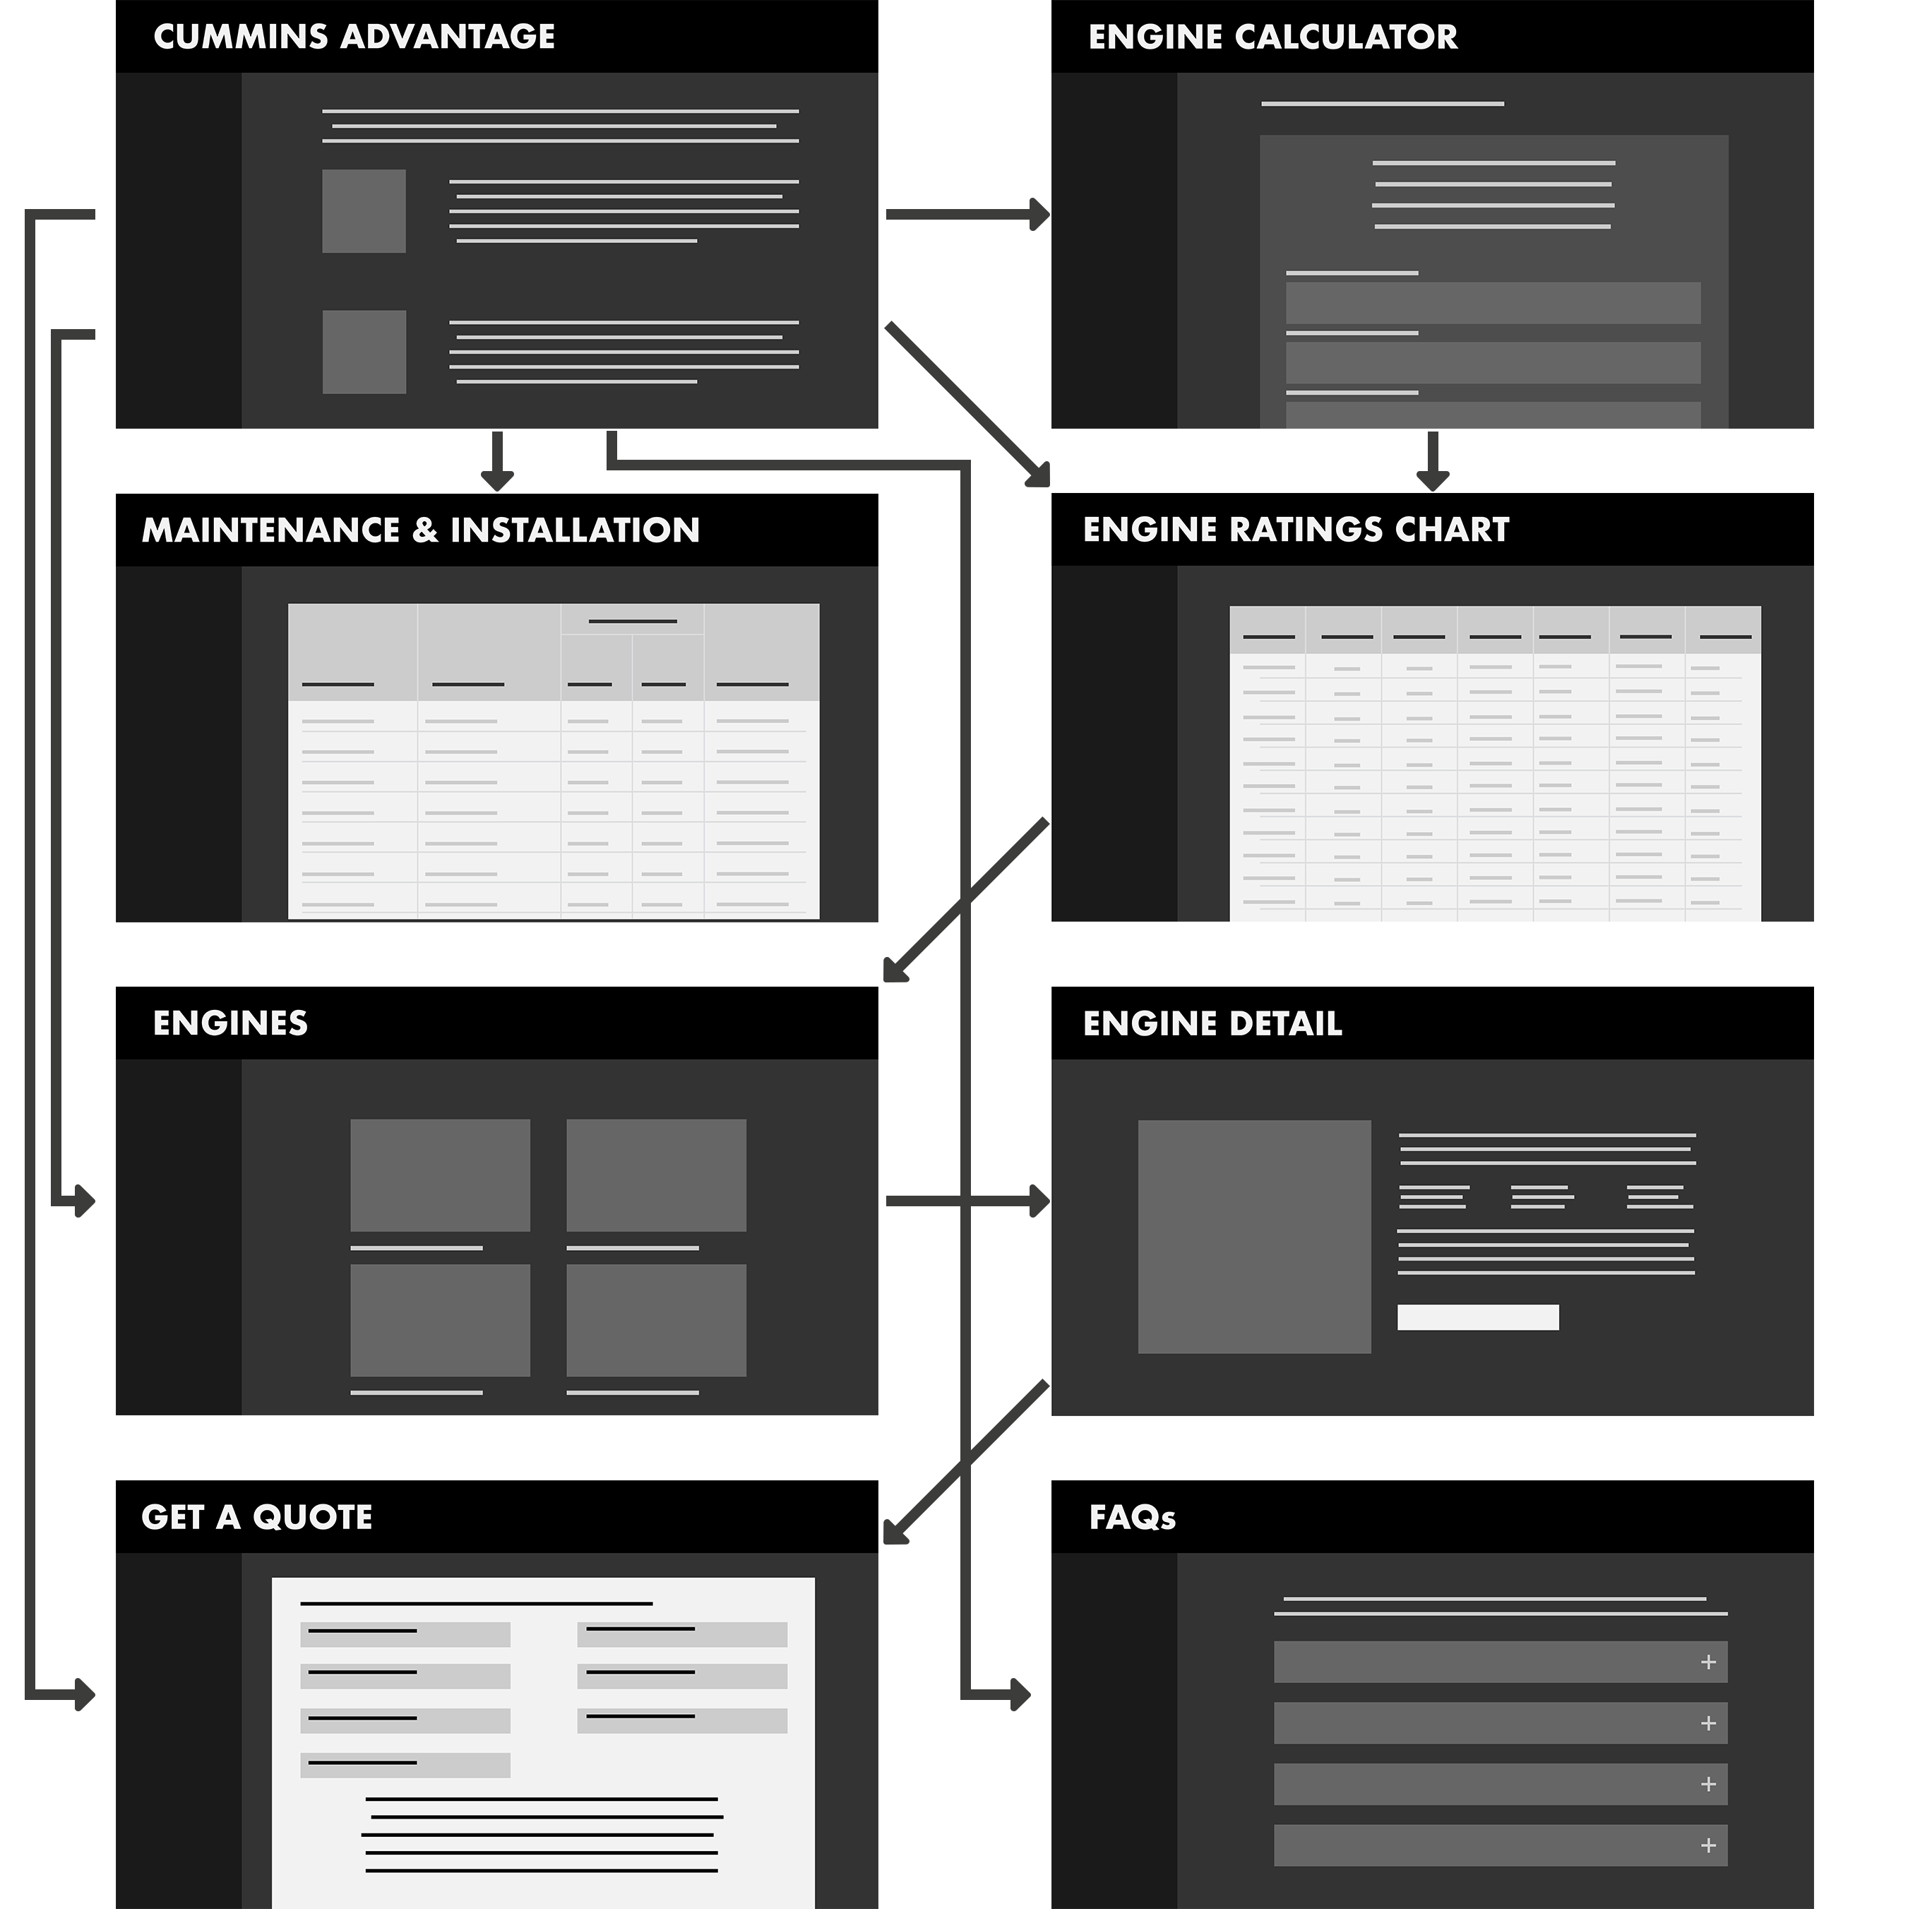 CUMMINS ADVANTAGE
ENGINE CALCULATOR
MAINTENANCE & INSTALLATION
ENGINE RATINGS CHART
ENGINES
ENGINE DETAIL
GET A QUOTE
FAQs